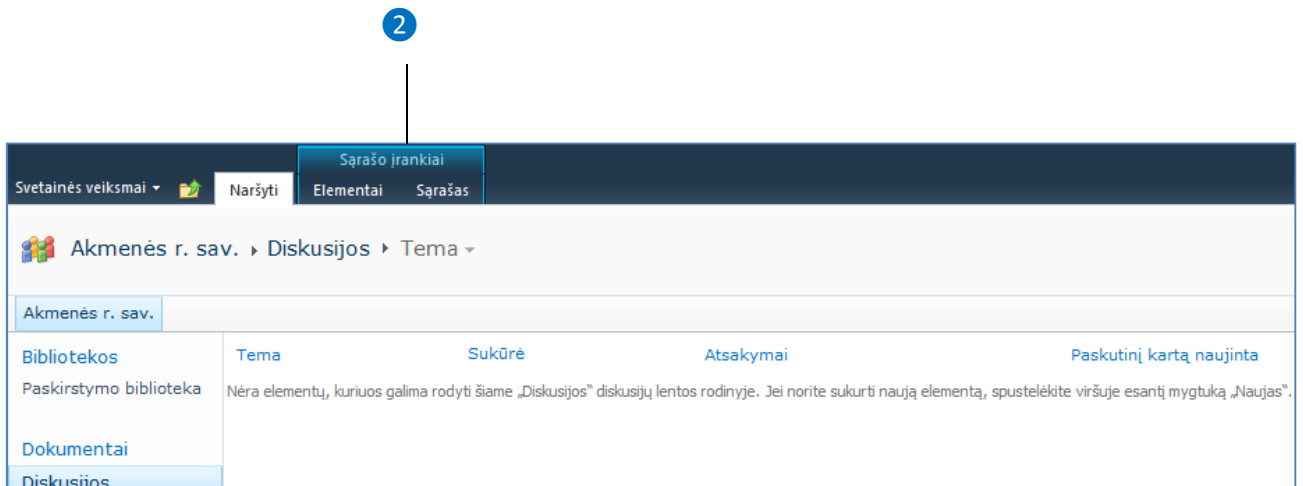 2
Sąrašo įrankiai
Svetainės veiksmai Naršyti Elementai Sąrašas
Akmenės r. sav. Diskusijos Tema
Akmenės r. sav.
Bibliotekos
Paskirstymo biblioteka
Dokumentai
Diskusijos
Tema Sukūrė Atsakymai Paskutinį kartą naujinta
Nėra elementų, kuriuos galima rodyti šiame „Diskusijos“ diskusijų lentos rodinyje. Jei norite sukurti naują elementą, spustelėkite viršuje esantį mygtuką „Naujas“.